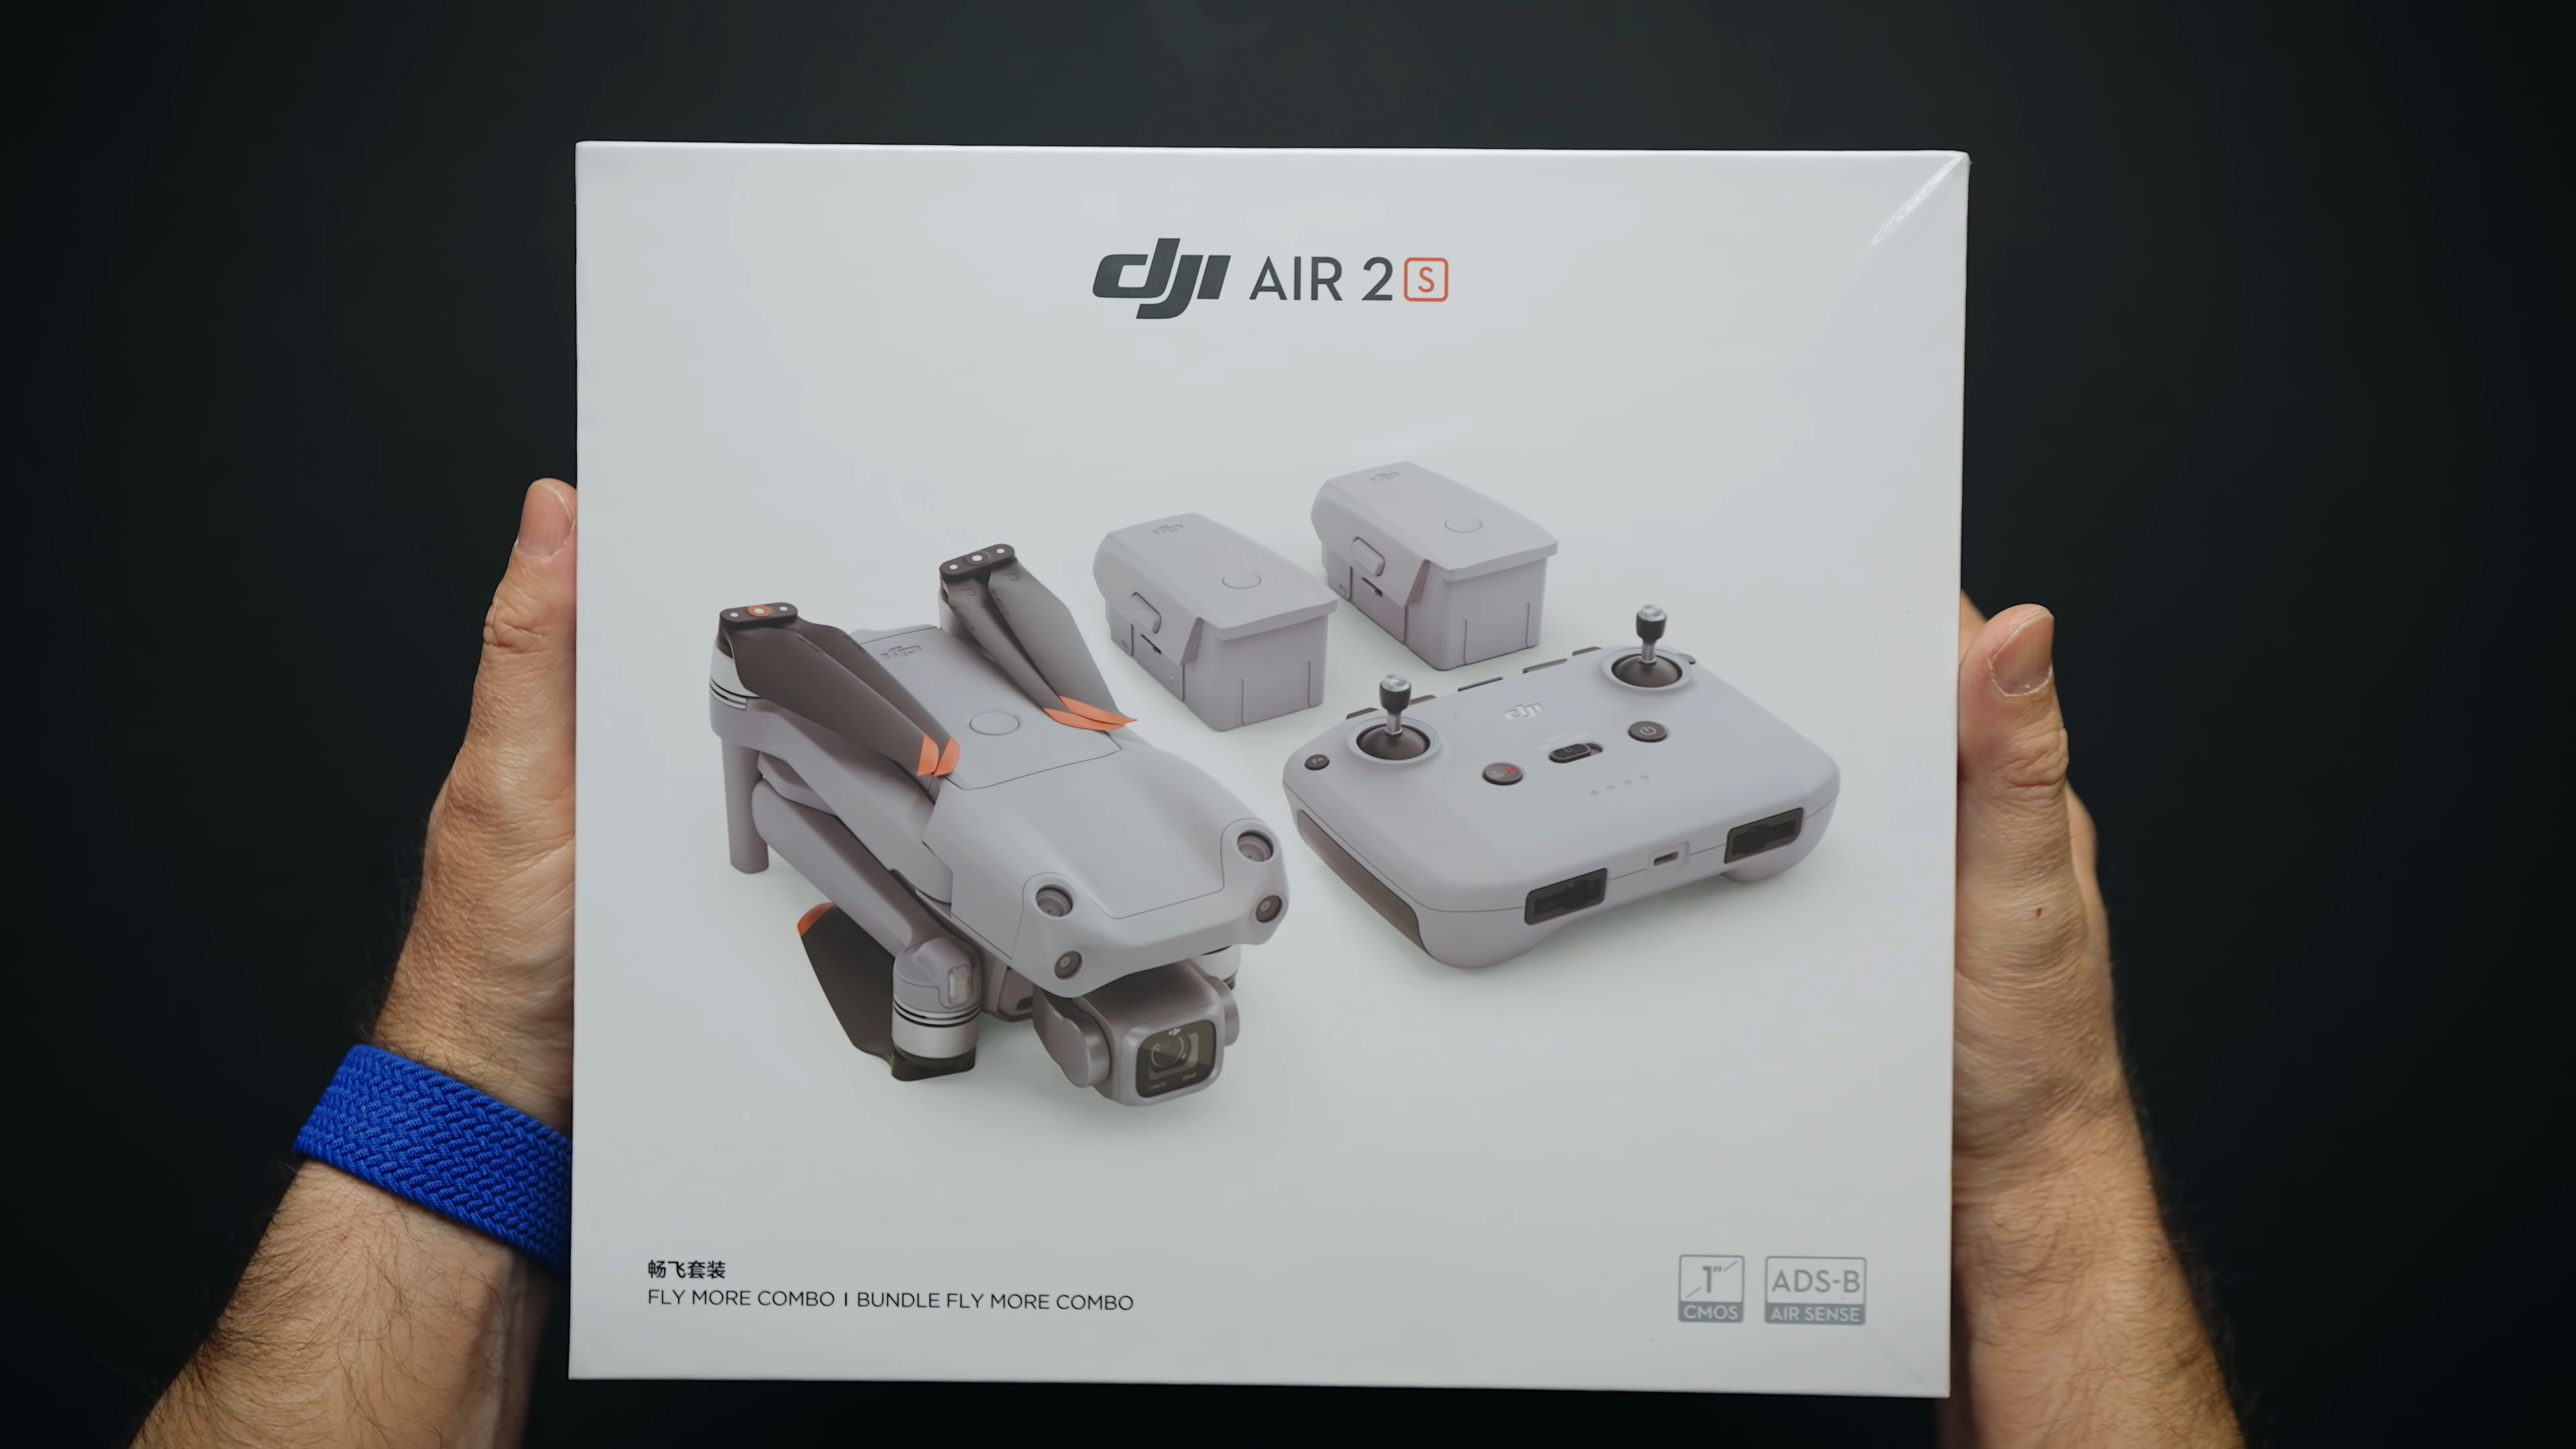 dji AIR 2S
畅飞套装
FLY MORE COMBO | BUNDLE FLY MORE COMBO
1" CMOS
ADS-B AIR SENSE